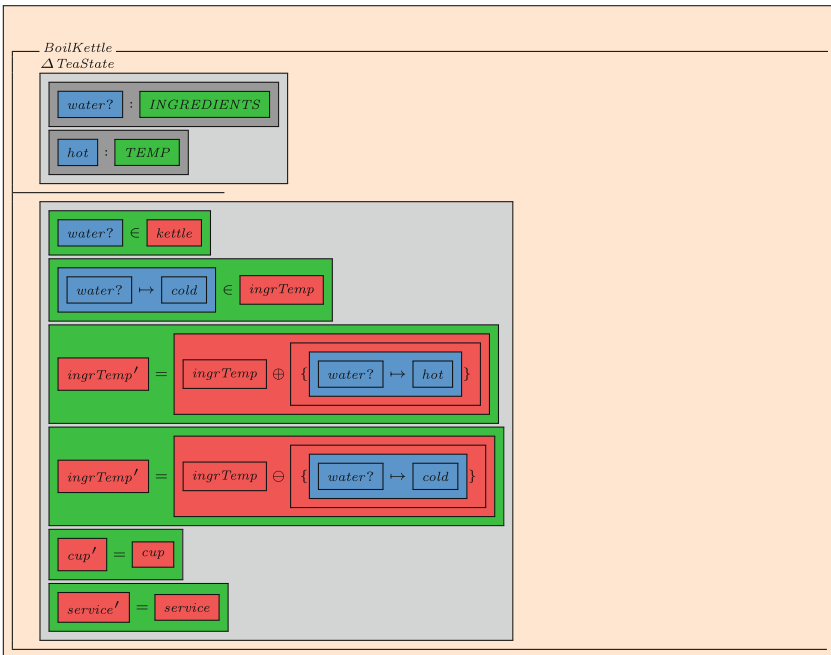 BoilKettle
Δ TeaState
water? : INGREDIENTS
hot : TEMP
water? ∈ kettle
water? ↦ cold ∈ ingrTemp
ingrTemp′ = ingrTemp ⊕ {water? ↦ hot}
ingrTemp′ = ingrTemp ⊖ {water? ↦ cold}
cup′ = cup
service′ = service